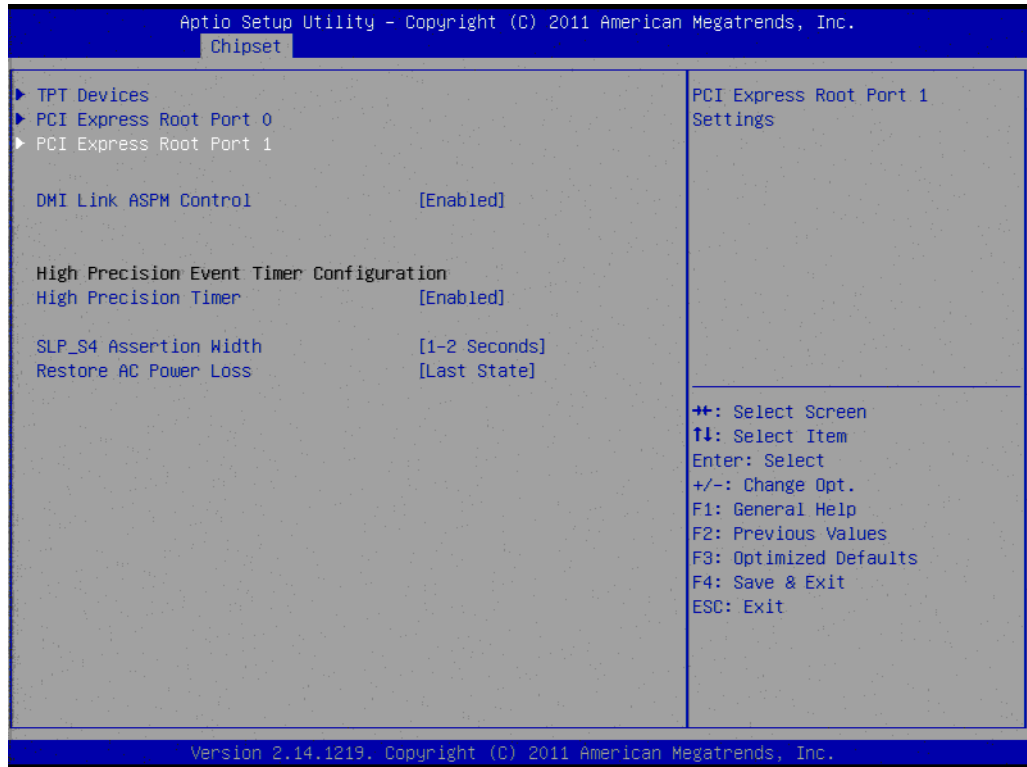 Aptio Setup Utility – Copyright (C) 2011 American Megatrends, Inc.
Chipset
▶ TPT Devices
▶ PCI Express Root Port 0
▶ PCI Express Root Port 1
DMI Link ASPM Control [Enabled]
High Precision Event Timer Configuration
High Precision Timer [Enabled]
SLP_S4 Assertion Width [1-2 Seconds]
Restore AC Power Loss [Last State]
PCI Express Root Port 1
Settings
→←: Select Screen
↑↓: Select Item
Enter: Select
+/-: Change Opt.
F1: General Help
F2: Previous Values
F3: Optimized Defaults
F4: Save & Exit
ESC: Exit
Version 2.14.1219. Copyright (C) 2011 American Megatrends, Inc.